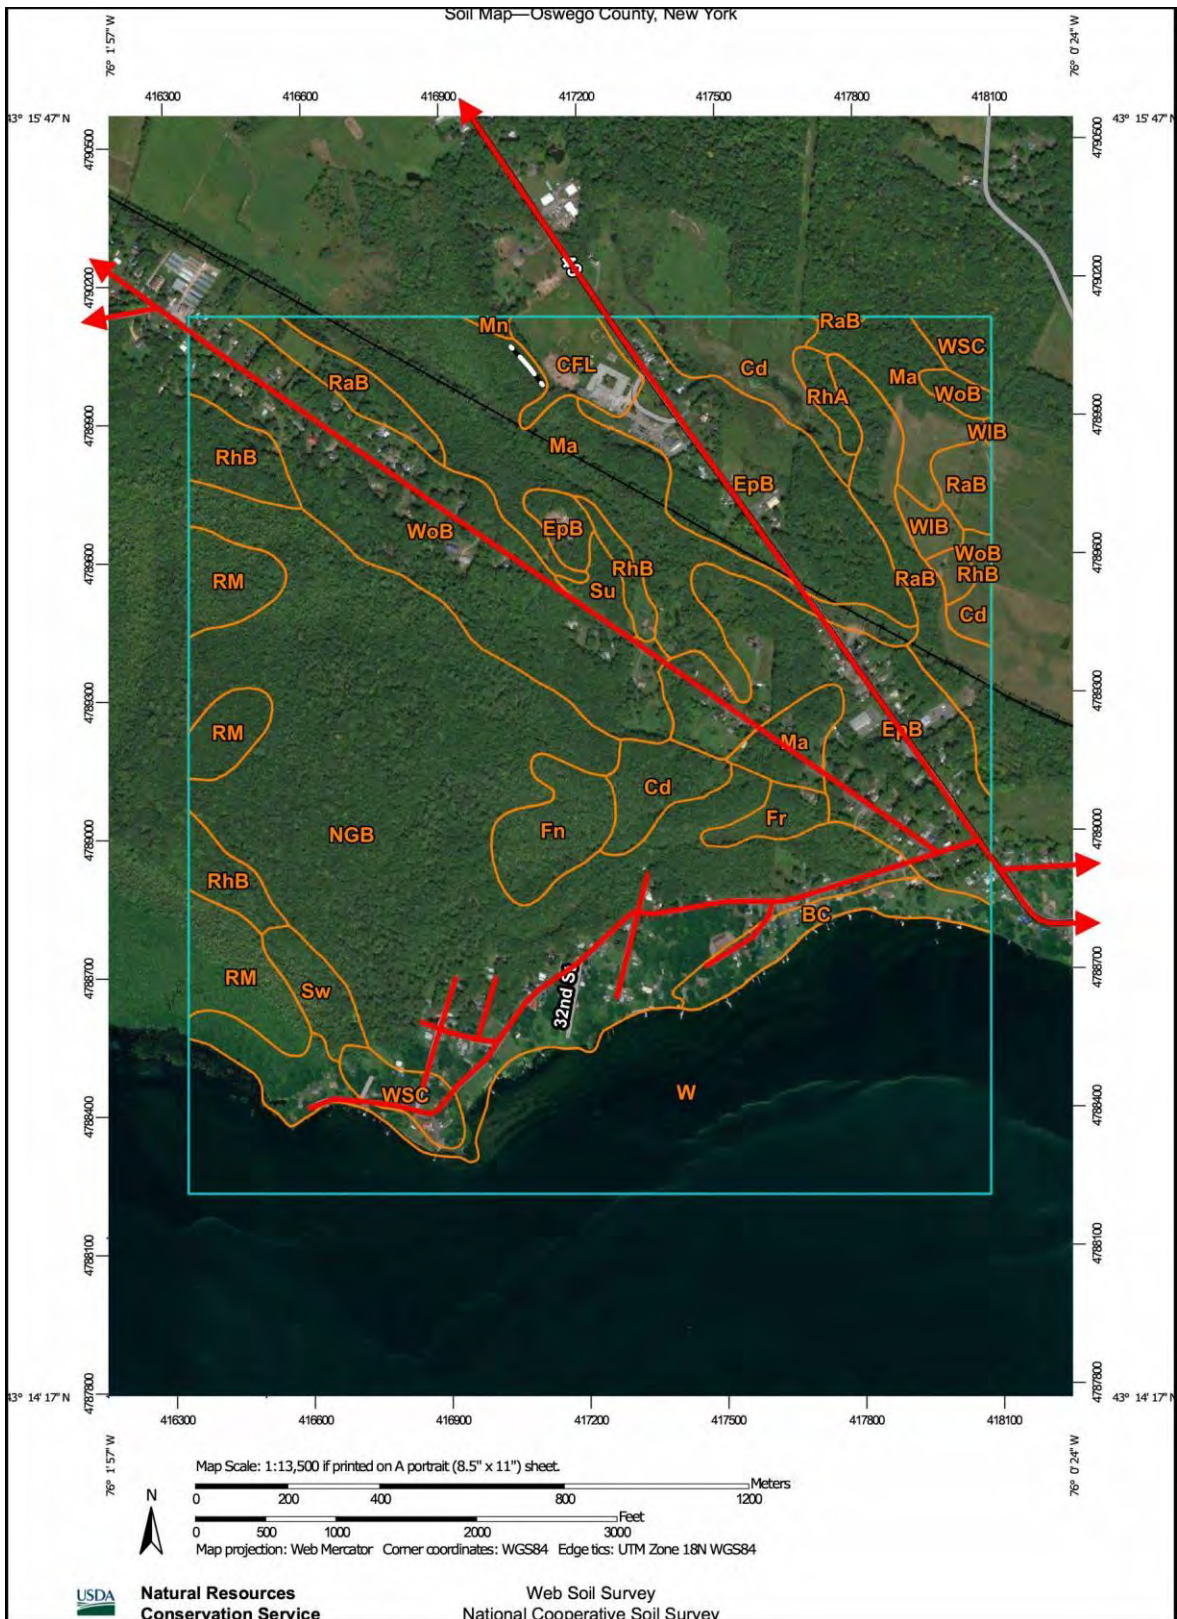 Soil Map—Oswego County, New York
76° 1' 57" W
76° 0' 24" W
416300 416600 416900 417200 417500 417800 418100
43° 15' 47" N
43° 15' 47" N
4790500
4790500
4790200
4790200
49
Mn
RaB
WSC
CFL
Cd
RaB
Ma
RhA
WoB
4789900
4789900
WIB
Ma
RhB
EpB
RaB
WoB
EpB
WIB
WoB
4789600
4789600
RM
RhB
RhB
Su
RaB
Cd
4789300
4789300
RM
EpB
Ma
Cd
Fr
4789000
4789000
NGB
Fn
RhB
BC
RM
Sw
4788700
4788700
32nd St
WSC
W
4788400
4788400
4788100
4788100
4787800
4787800
43° 14' 17" N
43° 14' 17" N
416300 416600 416900 417200 417500 417800 418100
76° 1' 57" W
76° 0' 24" W
Map Scale: 1:13,500 if printed on A portrait (8.5" x 11") sheet.
Meters
0 200 400 800 1200
N
Feet
0 500 1000 2000 3000
Map projection: Web Mercator Corner coordinates: WGS84 Edge tics: UTM Zone 18N WGS84
USDA
Natural Resources
Conservation Service
Web Soil Survey
National Cooperative Soil Survey